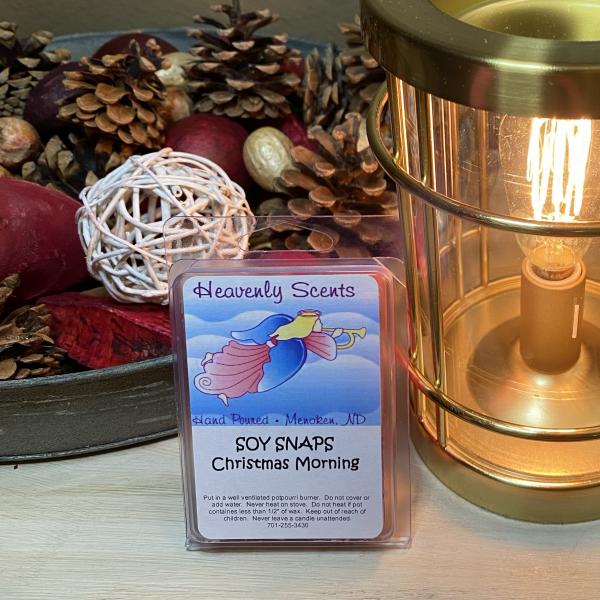 Heavenly Scents
Hand Poured • Menoken, ND
SOY SNAPS
Christmas Morning
Put in a well ventilated potpourri burner. Do not cover or
add water. Never heat on stove. Do not heat if pot
containes less than 1/2" of wax. Keep out of reach of
children. Never leave a candle unattended.
701-255-3430